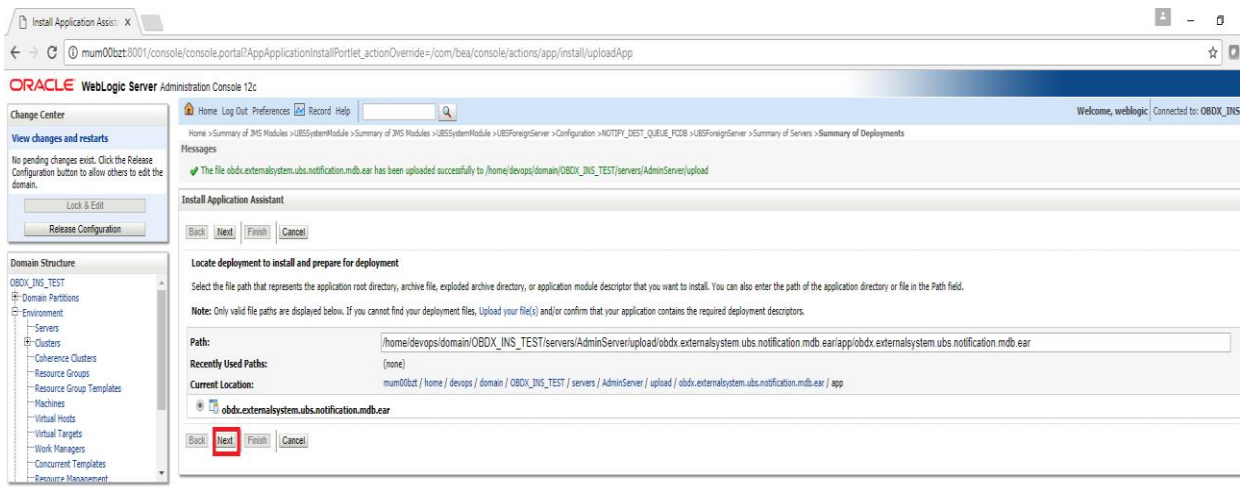 Install Application Assist
mum00bzt:8001/console/console.portal?AppApplicationInstallPortlet_actionOverride=/com/bea/console/actions/app/install/uploadApp
ORACLE WebLogic Server Administration Console 12c
Change Center
View changes and restarts
No pending changes exist. Click the Release
Configuration button to allow others to edit the
domain.
Lock & Edit
Release Configuration
Domain Structure
OBDX_INS_TEST
Domain Partitions
Environment
Servers
Clusters
Coherence Clusters
Resource Groups
Resource Group Templates
Machines
Virtual Hosts
Virtual Targets
Work Managers
Concurrent Templates
Resource Management
Home Log Out Preferences Record Help
Welcome, weblogic Connected to: OBDX_INS
Home >Summary of JMS Modules >UBSSystemModule >Summary of JMS Modules >UBSSystemModule >UBSForeignServer >Configuration >NOTIFY_DEST_QUEUE_FCDB >UBSForeignServer >Summary of Servers >Summary of Deployments
Messages
The file obdx.externalsystem.ubs.notification.mdb.ear has been uploaded successfully to /home/devops/domain/OBDX_INS_TEST/servers/AdminServer/upload
Install Application Assistant
Back Next Finish Cancel
Locate deployment to install and prepare for deployment
Select the file path that represents the application root directory, archive file, exploded archive directory, or application module descriptor that you want to install. You can also enter the path of the application directory or file in the Path field.
Note: Only valid file paths are displayed below. If you cannot find your deployment files, Upload your file(s) and/or confirm that your application contains the required deployment descriptors.
Path: /home/devops/domain/OBDX_INS_TEST/servers/AdminServer/upload/obdx.externalsystem.ubs.notification.mdb.ear/app/obdx.externalsystem.ubs.notification.mdb.ear
Recently Used Paths: (none)
Current Location: mum00bzt / home / devops / domain / OBDX_INS_TEST / servers / AdminServer / upload / obdx.externalsystem.ubs.notification.mdb.ear / app
obdx.externalsystem.ubs.notification.mdb.ear
Back Next Finish Cancel